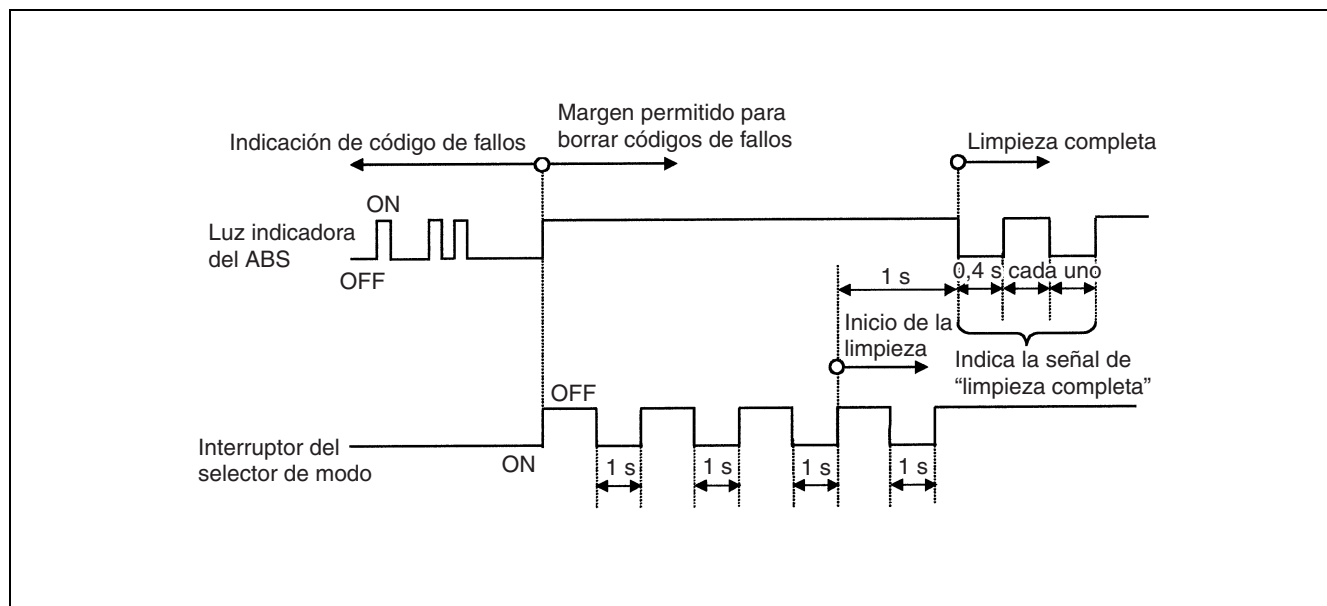 Margen permitido para
borrar códigos de fallos
Indicación de código de fallos
Limpieza completa
ON
Luz indicadora
del ABS
OFF
1 s
0,4 s cada uno
Inicio de la
limpieza
Indica la señal de
“limpieza completa”
OFF
Interruptor del
selector de modo
ON
1 s
1 s
1 s
1 s